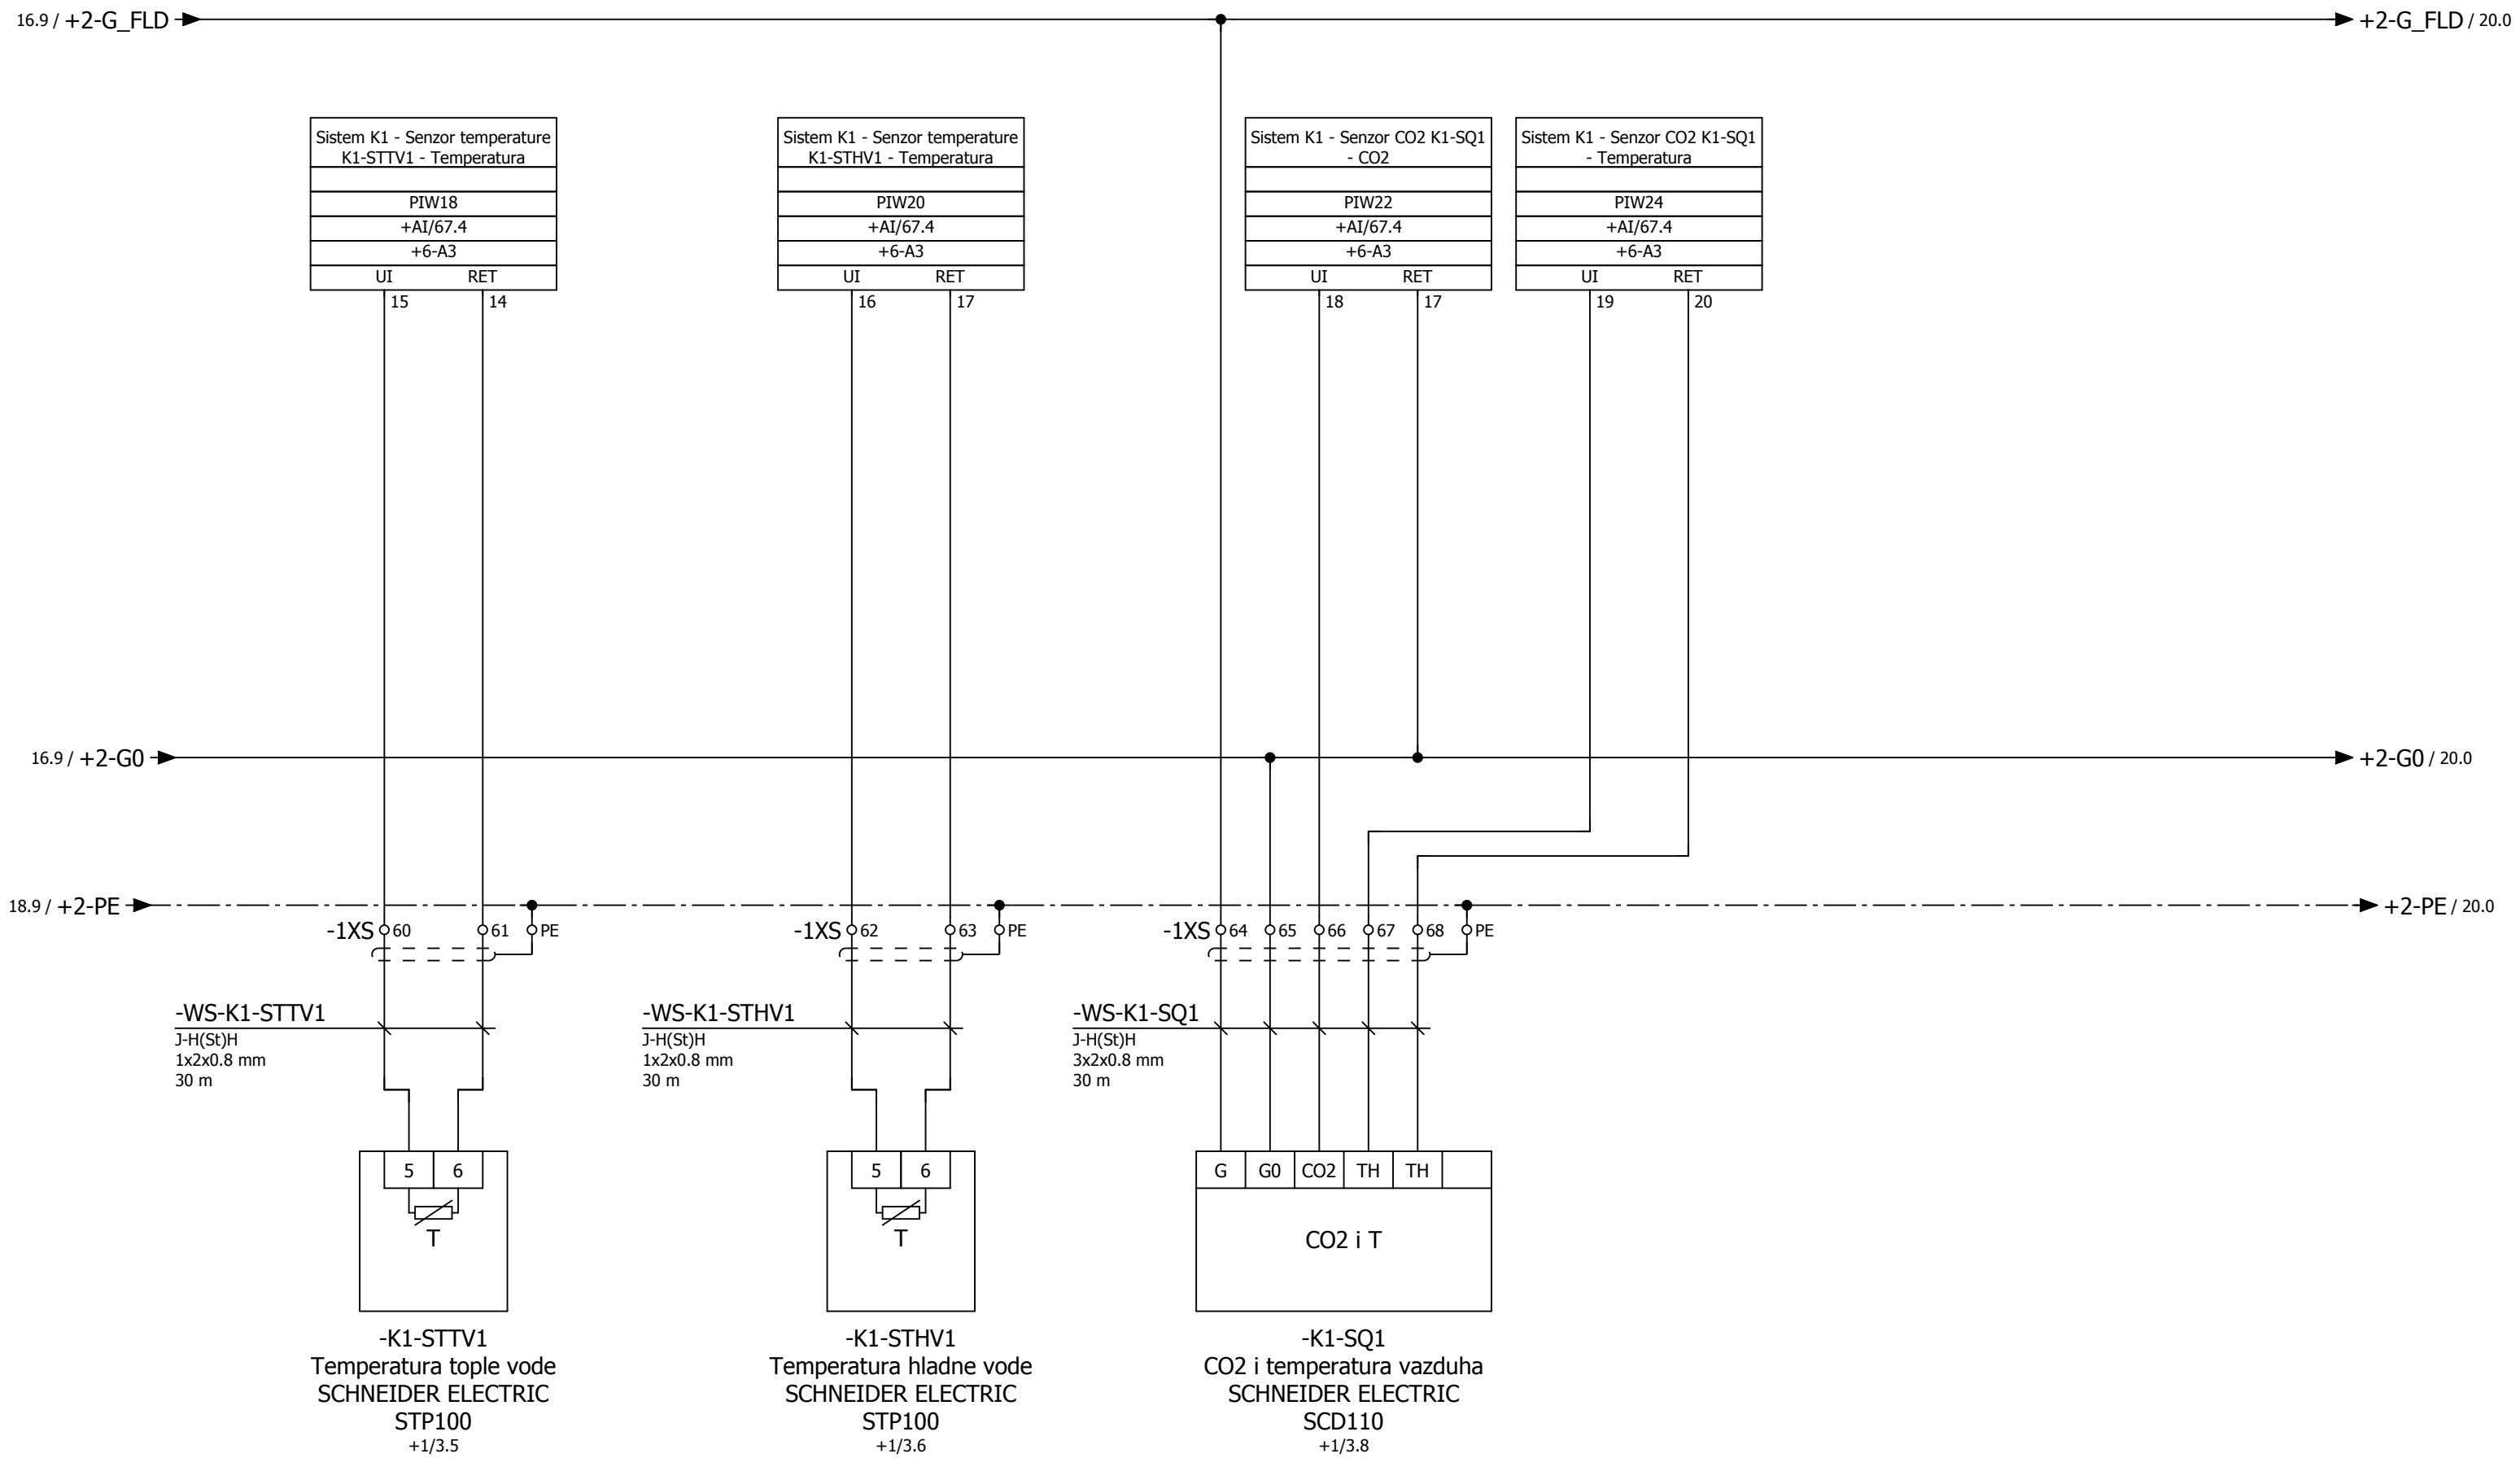 16.9 / +2-G_FLD
+2-G_FLD / 20.0
Sistem K1 - Senzor temperature
K1-STTV1 - Temperatura
PIW18
+AI/67.4
+6-A3
UI RET
15 14
Sistem K1 - Senzor temperature
K1-STHV1 - Temperatura
PIW20
+AI/67.4
+6-A3
UI RET
16 17
Sistem K1 - Senzor CO2 K1-SQ1
- CO2
PIW22
+AI/67.4
+6-A3
UI RET
18 17
Sistem K1 - Senzor CO2 K1-SQ1
- Temperatura
PIW24
+AI/67.4
+6-A3
UI RET
19 20
16.9 / +2-G0
+2-G0 / 20.0
18.9 / +2-PE
+2-PE / 20.0
-1XS 60 61 PE
-1XS 62 63 PE
-1XS 64 65 66 67 68 PE
-WS-K1-STTV1
J-H(St)H
1x2x0.8 mm
30 m
-WS-K1-STHV1
J-H(St)H
1x2x0.8 mm
30 m
-WS-K1-SQ1
J-H(St)H
3x2x0.8 mm
30 m
5 6
T
-K1-STTV1
Temperatura tople vode
SCHNEIDER ELECTRIC
STP100
+1/3.5
5 6
T
-K1-STHV1
Temperatura hladne vode
SCHNEIDER ELECTRIC
STP100
+1/3.6
G G0 CO2 TH TH
CO2 i T
-K1-SQ1
CO2 i temperatura vazduha
SCHNEIDER ELECTRIC
SCD110
+1/3.8